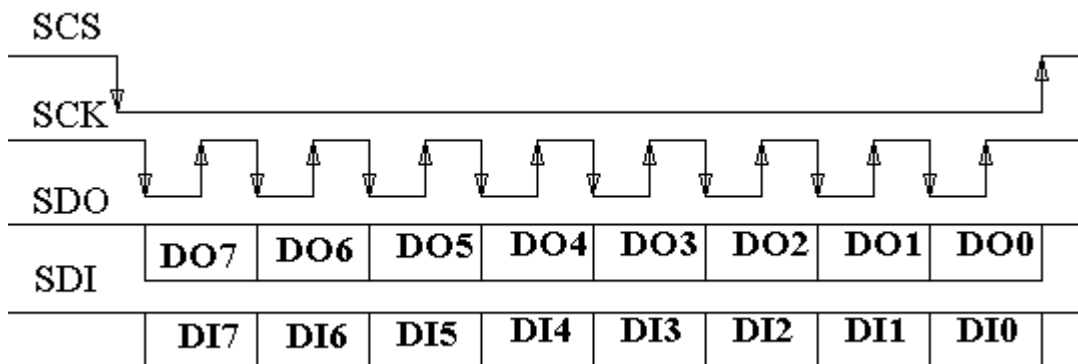 SCS
SCK
SDO
DO7 DO6 DO5 DO4 DO3 DO2 DO1 DO0
SDI
DI7 DI6 DI5 DI4 DI3 DI2 DI1 DI0